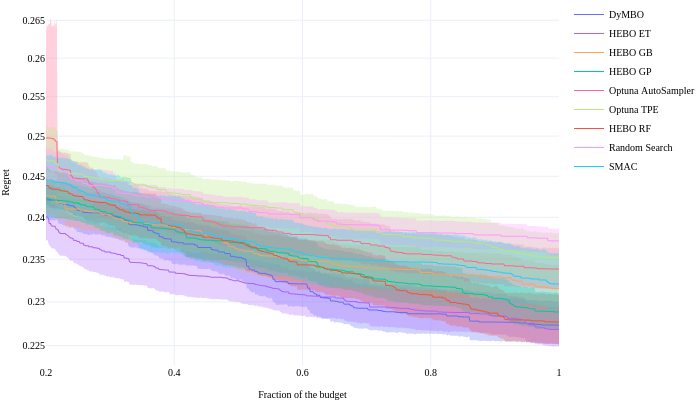 0.265
0.26
0.255
0.25
0.245
0.24
0.235
0.23
0.225
Regret
0.2
0.4
0.6
0.8
1
Fraction of the budget
DyMBO
HEBO ET
HEBO GB
HEBO GP
Optuna AutoSampler
Optuna TPE
HEBO RF
Random Search
SMAC